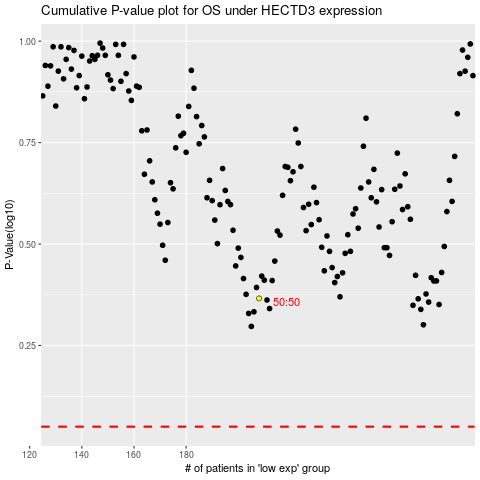 Cumulative P-value plot for OS under HECTD3 expression
P-Value(log10)
1.00
0.75
0.50
0.25
50:50
120 140 160 180
# of patients in 'low exp' group